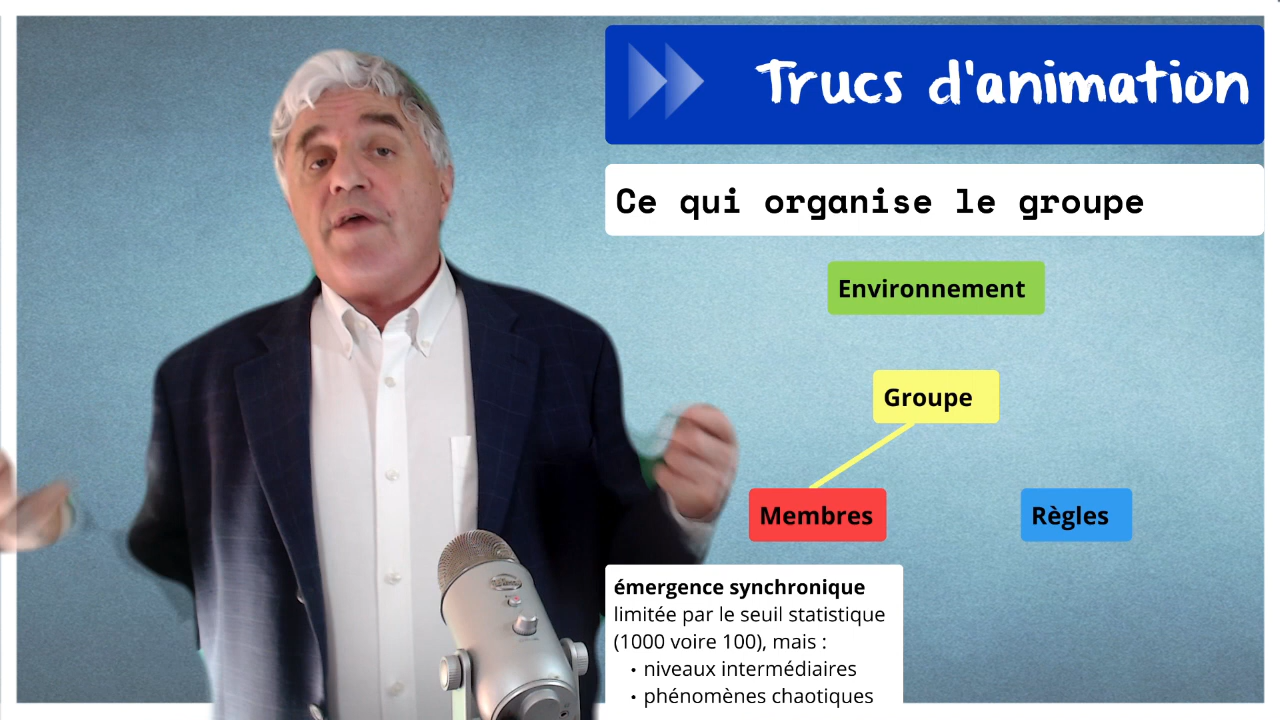 Trucs d'animation
Ce qui organise le groupe
Environnement
Groupe
Membres
Règles
émergence synchronique
limitée par le seuil statistique
(1000 voire 100), mais :
• niveaux intermédiaires
• phénomènes chaotiques